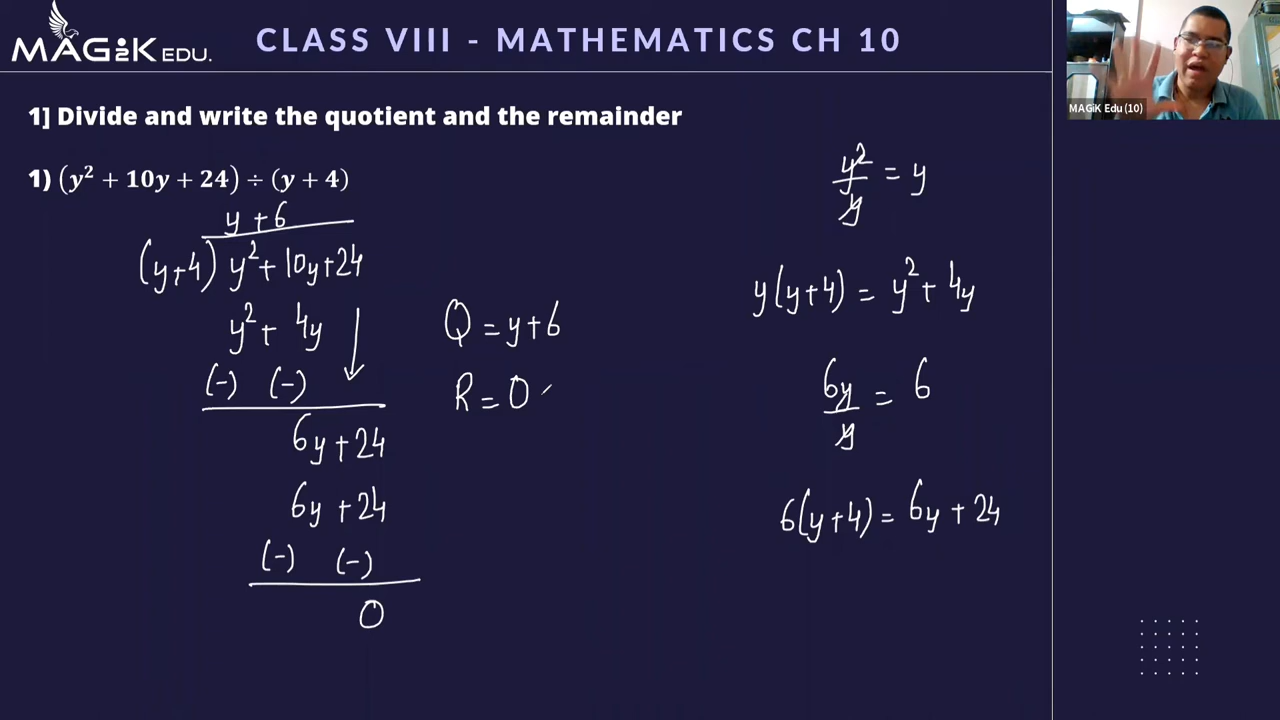 MAGiK EDU.
CLASS VIII - MATHEMATICS CH 10
MAGiK Edu (10)
1] Divide and write the quotient and the remainder
1) (y² + 10y + 24) ÷ (y + 4)
y + 6
(y+4) y² + 10y+24
y² + 4y
(-) (-)
6y + 24
6y + 24
(-) (-)
0
Q = y+6
R = 0
y²/y = y
y(y+4) = y² + 4y
6y/y = 6
6(y+4) = 6y + 24